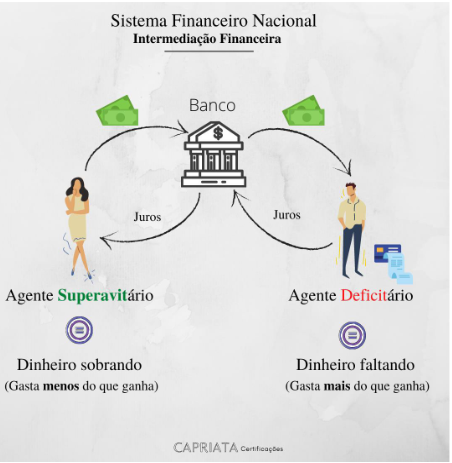 Sistema Financeiro Nacional
Intermediação Financeira
Banco
$
Juros
Juros
Agente Superavitário
Agente Deficitário
=
=
Dinheiro sobrando
(Gasta menos do que ganha)
Dinheiro faltando
(Gasta mais do que ganha)
CAPRIATA Certificações